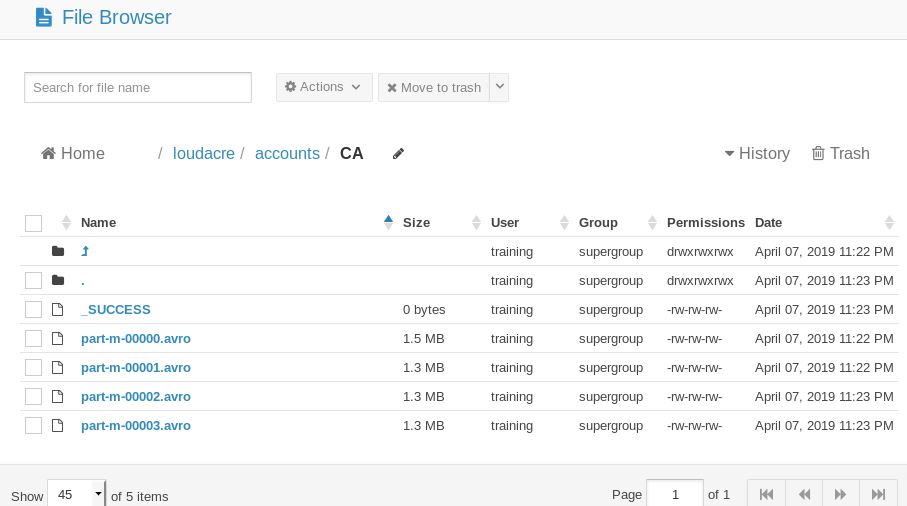 File Browser
Search for file name
Actions
Move to trash
Home / loudacre / accounts / CA
History
Trash
Name Size User Group Permissions Date
training supergroup drwxrwxrwx April 07, 2019 11:22 PM
. training supergroup drwxrwxrwx April 07, 2019 11:23 PM
_SUCCESS 0 bytes training supergroup -rw-rw-rw- April 07, 2019 11:23 PM
part-m-00000.avro 1.5 MB training supergroup -rw-rw-rw- April 07, 2019 11:22 PM
part-m-00001.avro 1.3 MB training supergroup -rw-rw-rw- April 07, 2019 11:22 PM
part-m-00002.avro 1.3 MB training supergroup -rw-rw-rw- April 07, 2019 11:23 PM
part-m-00003.avro 1.3 MB training supergroup -rw-rw-rw- April 07, 2019 11:23 PM
Show 45 of 5 items
Page 1 of 1